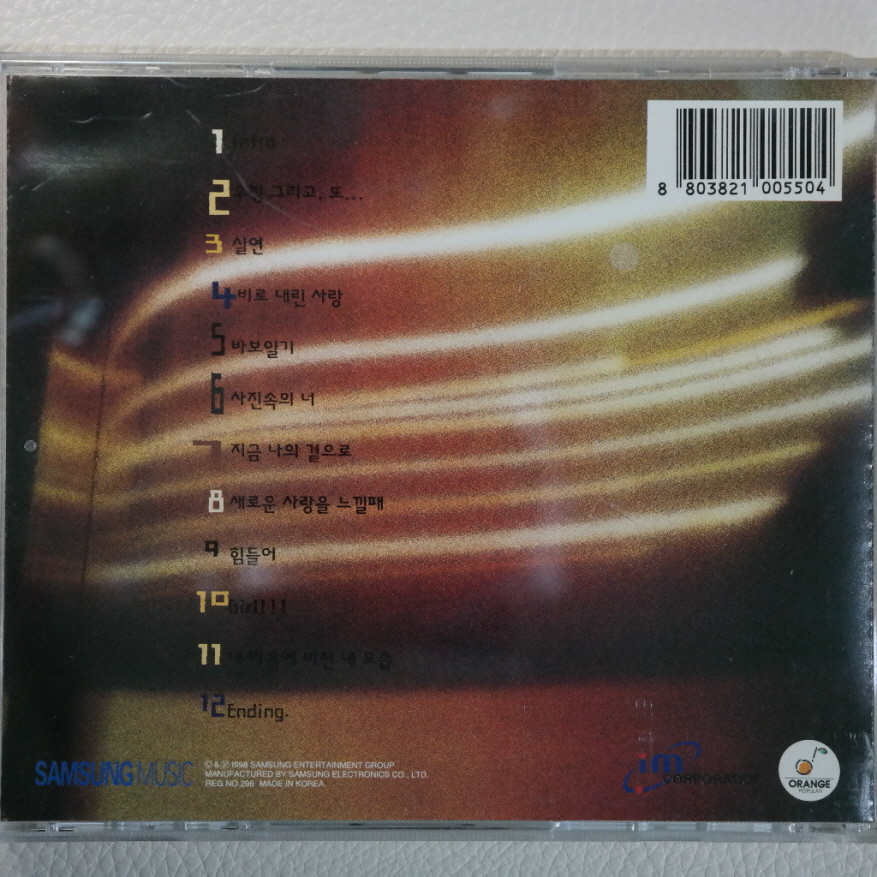 8 803821 005504
1 Intro
2 우연 그리고, 또...
3 실연
4 비로 내린 사랑
5 바보일기
6 사진속의 너
7 지금 나의 곁으로
8 새로운 사랑을 느낄때
9 힘들어
10 Girl!!!
11 내 마음에 비친 내 모습
12 Ending.
SAMSUNG MUSIC
© & ℗ 1998 SAMSUNG ENTERTAINMENT GROUP
MANUFACTURED BY SAMSUNG ELECTRONICS CO., LTD.
REG.NO.296 MADE IN KOREA.
im
CORPORATION
ORANGE
POPULAR